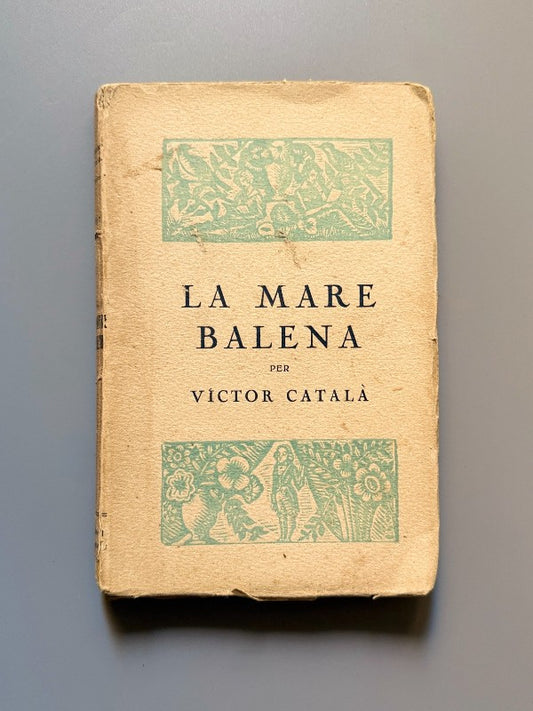 LA MARE
BALENA
PER
VÍCTOR CATALÀ